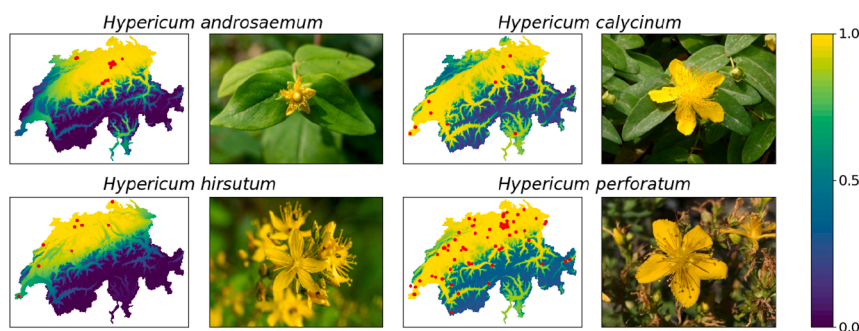 Hypericum androsaemum
Hypericum calycinum
1.0
0.5
Hypericum hirsutum
Hypericum perforatum
0.0